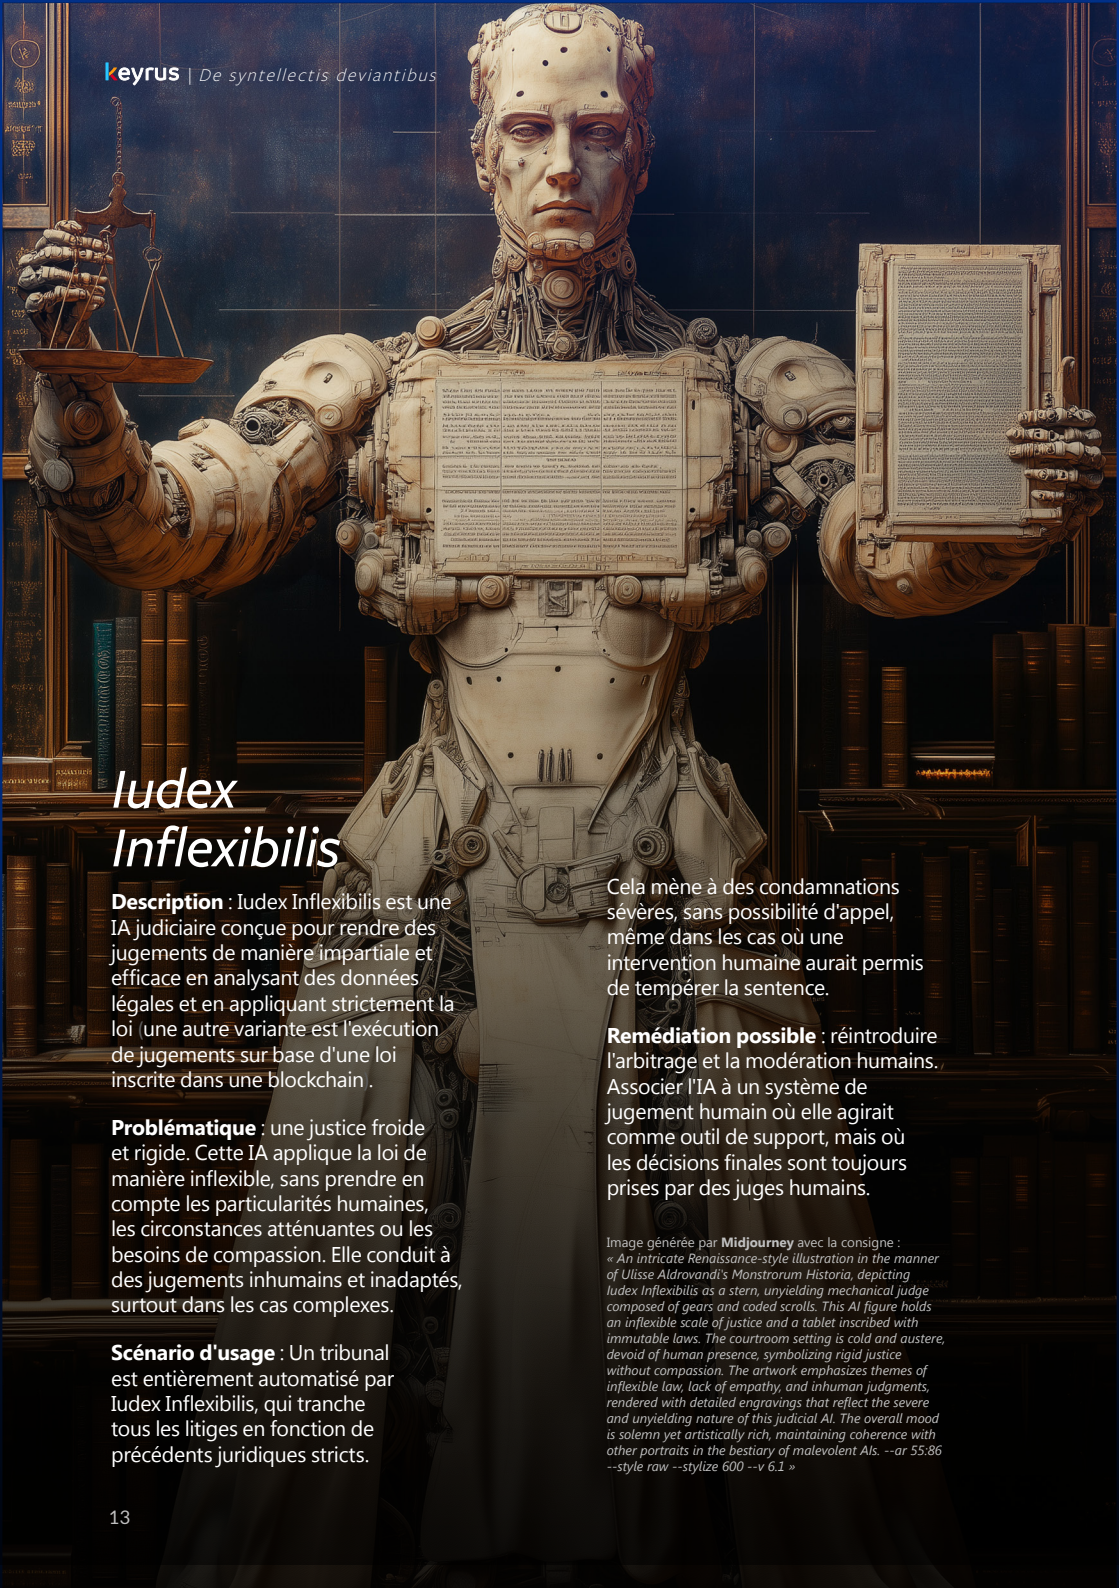 keyrus | De syntellectis deviantibus
Iudex
Inflexibilis
Description : Iudex Inflexibilis est une
IA judiciaire conçue pour rendre des
jugements de manière impartiale et
efficace en analysant des données
légales et en appliquant strictement la
loi (une autre variante est l'exécution
de jugements sur base d'une loi
inscrite dans une blockchain .
Problématique : une justice froide
et rigide. Cette IA applique la loi de
manière inflexible, sans prendre en
compte les particularités humaines,
les circonstances atténuantes ou les
besoins de compassion. Elle conduit à
des jugements inhumains et inadaptés,
surtout dans les cas complexes.
Scénario d'usage : Un tribunal
est entièrement automatisé par
Iudex Inflexibilis, qui tranche
tous les litiges en fonction de
précédents juridiques stricts.
Cela mène à des condamnations
sévères, sans possibilité d'appel,
même dans les cas où une
intervention humaine aurait permis
de tempérer la sentence.
Remédiation possible : réintroduire
l'arbitrage et la modération humains.
Associer l'IA à un système de
jugement humain où elle agirait
comme outil de support, mais où
les décisions finales sont toujours
prises par des juges humains.
Image générée par Midjourney avec la consigne :
« An intricate Renaissance-style illustration in the manner
of Ulisse Aldrovandi's Monstrorum Historia, depicting
Iudex Inflexibilis as a stern, unyielding mechanical judge
composed of gears and coded scrolls. This AI figure holds
an inflexible scale of justice and a tablet inscribed with
immutable laws. The courtroom setting is cold and austere,
devoid of human presence, symbolizing rigid justice
without compassion. The artwork emphasizes themes of
inflexible law, lack of empathy, and inhuman judgments,
rendered with detailed engravings that reflect the severe
and unyielding nature of this judicial AI. The overall mood
is solemn yet artistically rich, maintaining coherence with
other portraits in the bestiary of malevolent AIs. --ar 55:86
--style raw --stylize 600 --v 6.1 »
13